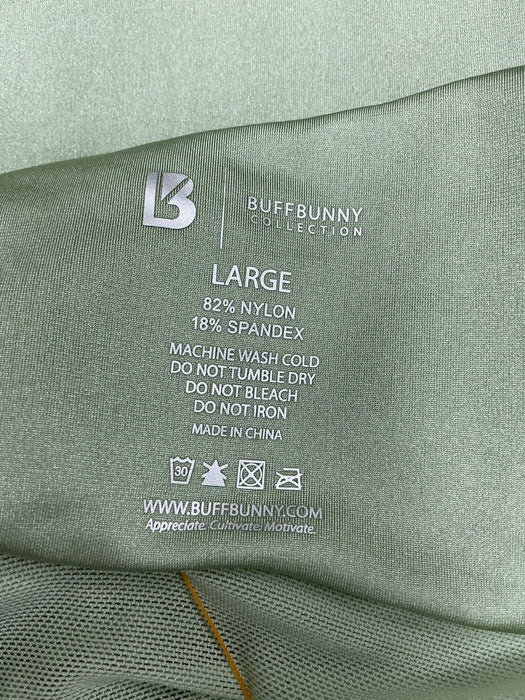 B
BUFFBUNNY
COLLECTION
LARGE
82% NYLON
18% SPANDEX
MACHINE WASH COLD
DO NOT TUMBLE DRY
DO NOT BLEACH
DO NOT IRON
MADE IN CHINA
30
WWW.BUFFBUNNY.COM
Appreciate. Cultivate. Motivate.